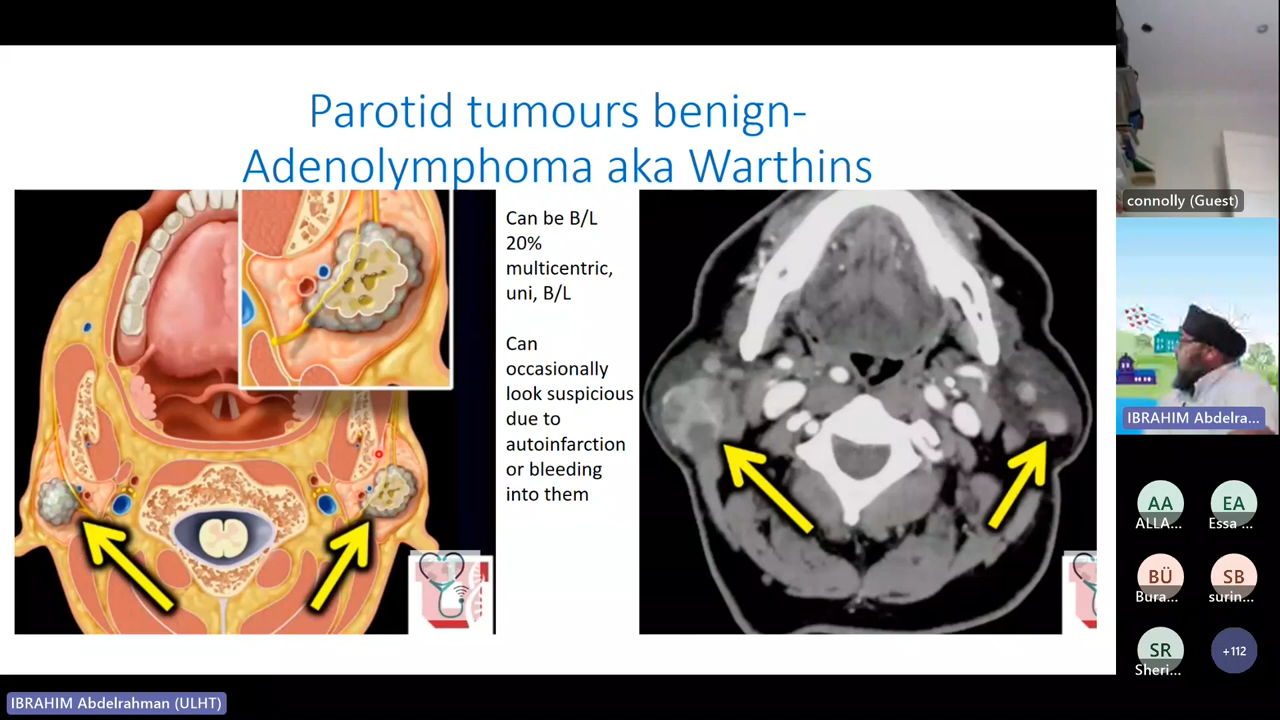 Parotid tumours benign-
Adenolymphoma aka Warthins
Can be B/L
20%
multicentric,
uni, B/L
Can
occasionally
look suspicious
due to
autoinfarction
or bleeding
into them
connolly (Guest)
IBRAHIM Abdelra...
AA
ALLA...
EA
Essa ...
BÜ
Bura...
SB
surin...
SR
Sheri...
+112
IBRAHIM Abdelrahman (ULHT)